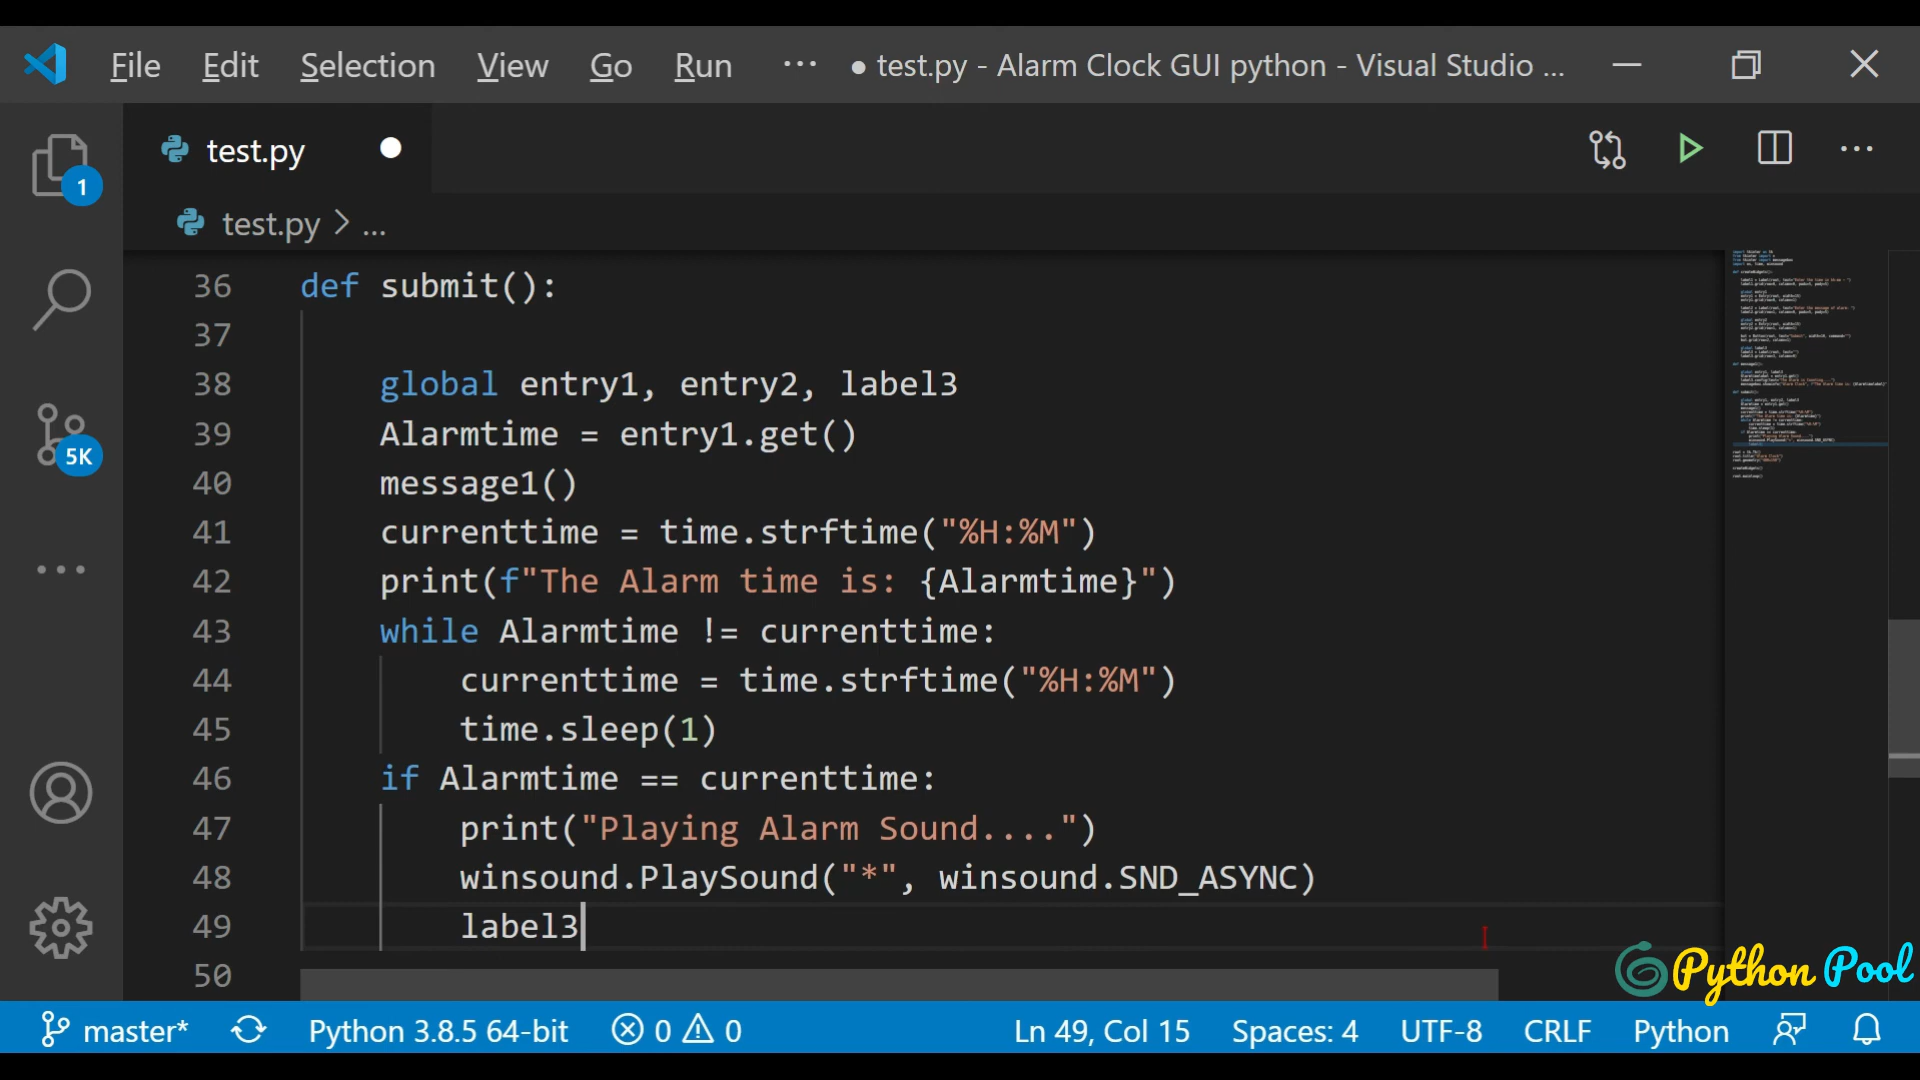 File Edit Selection View Go Run ··· ● test.py - Alarm Clock GUI python - Visual Studio ...
test.py
test.py > ...
1
5K
36 def submit():
37
38 global entry1, entry2, label3
39 Alarmtime = entry1.get()
40 message1()
41 currenttime = time.strftime("%H:%M")
42 print(f"The Alarm time is: {Alarmtime}")
43 while Alarmtime != currenttime:
44 currenttime = time.strftime("%H:%M")
45 time.sleep(1)
46 if Alarmtime == currenttime:
47 print("Playing Alarm Sound....")
48 winsound.PlaySound("*", winsound.SND_ASYNC)
49 label3
50
Python Pool
master* Python 3.8.5 64-bit 0 0 Ln 49, Col 15 Spaces: 4 UTF-8 CRLF Python